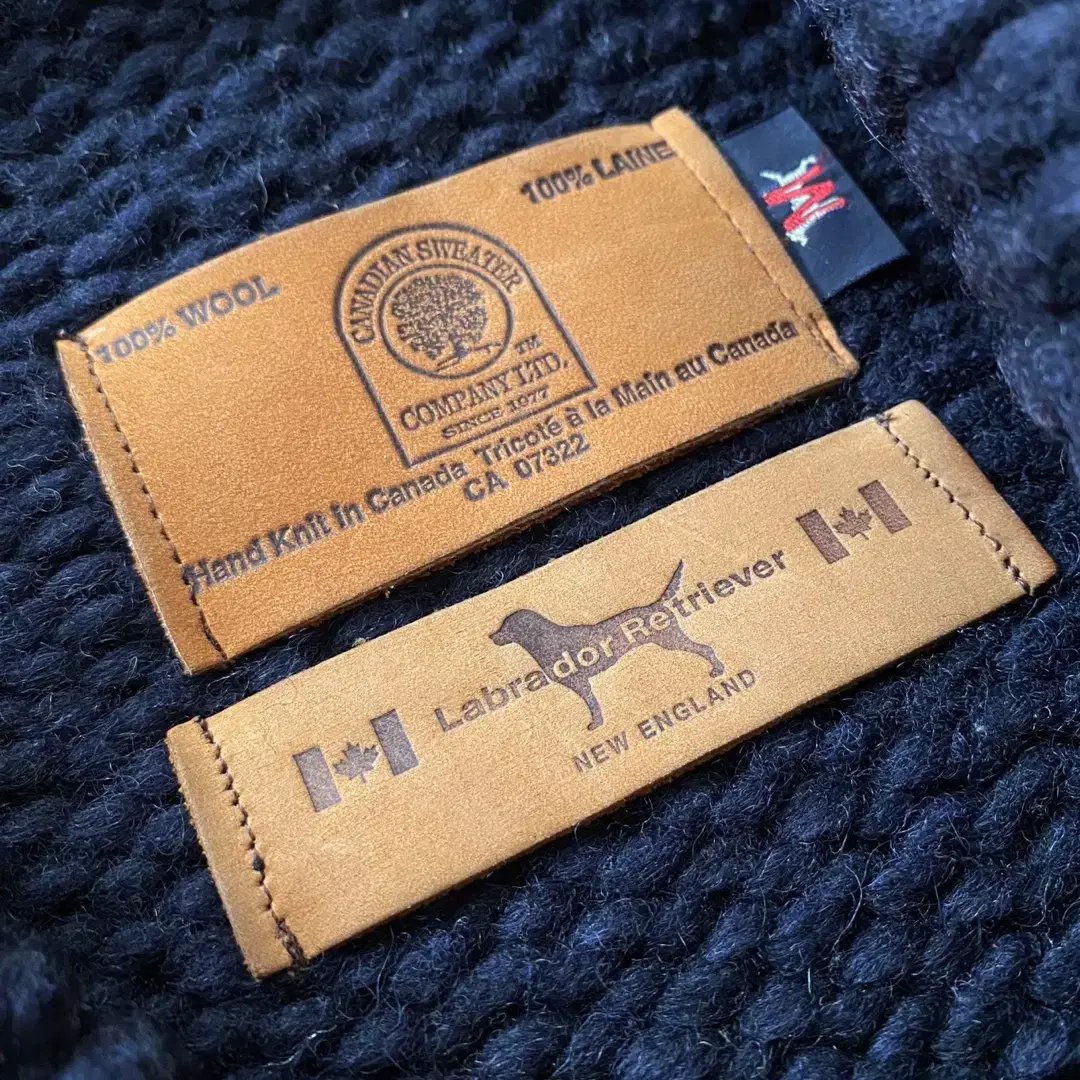 100% WOOL
100% LAINE
CANADIAN SWEATER
COMPANY LTD.™
SINCE 1977
Hand Knit in Canada Tricoté à la Main au Canada
CA 07322
M
Labrador Retriever
NEW ENGLAND